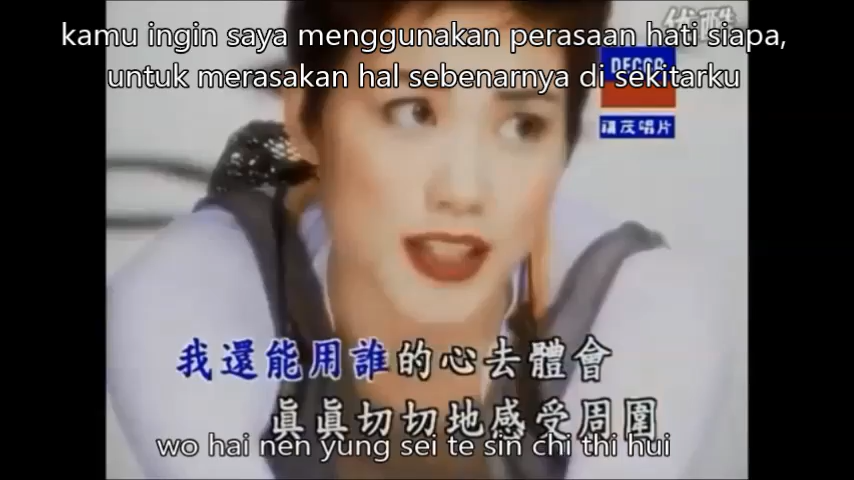 优酷
kamu ingin saya menggunakan perasaan hati siapa,
untuk merasakan hal sebenarnya di sekitarku
DECCA
福茂唱片
我還能用誰的心去體會
眞眞切切地感受周圍
wo hai nen yung sei te sin chi thi hui